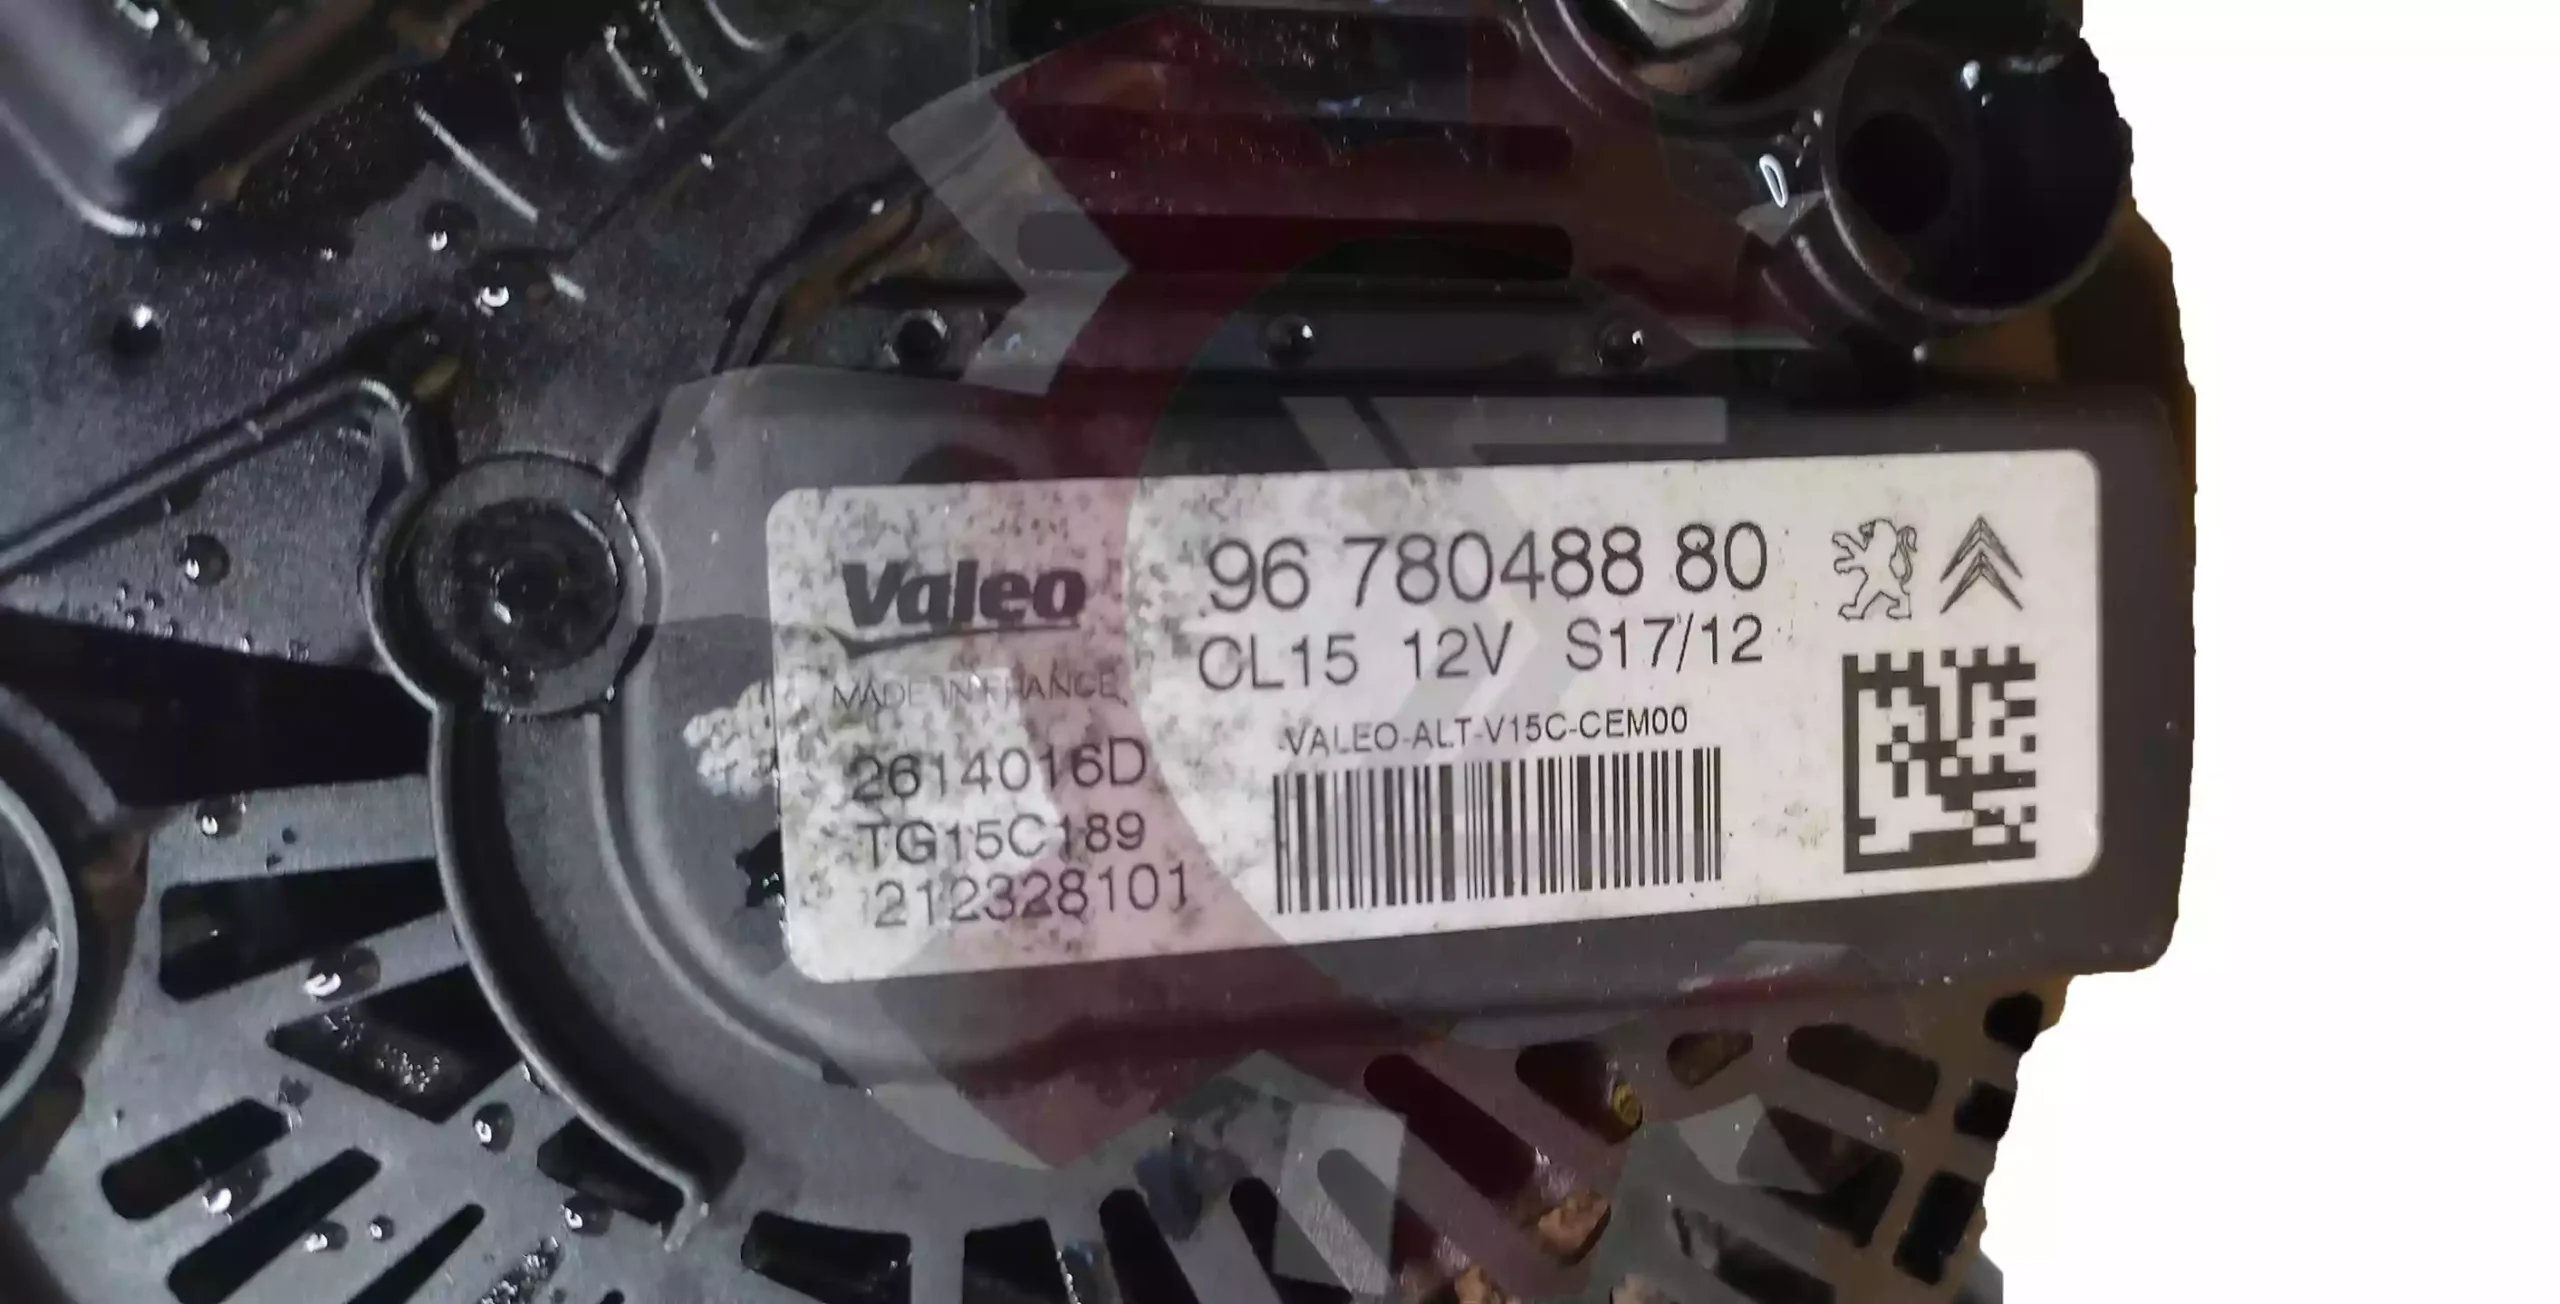 Valeo
MADE IN FRANCE
2614016D
TG15C189
212328101
96 780488 80
CL15 12V S17/12
VALEO-ALT-V15C-CEM00